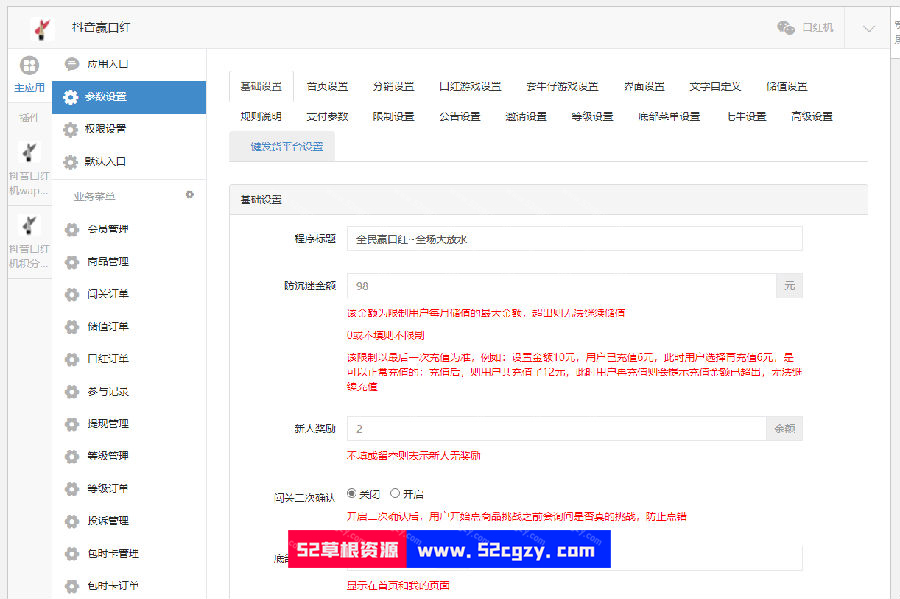 抖音赢口红
口红机
主应用
插件
抖音口红
机wap...
抖音口红
机积分...
应用入口
参数设置
权限设置
默认入口
业务菜单
会员管理
商品管理
闯关订单
储值订单
口红订单
参与记录
提现管理
等级管理
等级订单
投诉管理
包时卡管理
包时卡订单
基础设置 首页设置 分销设置 口红游戏设置 套牛仔游戏设置 界面设置 文字自定义 储值设置
规则说明 支付参数 限制设置 公告设置 邀请设置 等级设置 底部菜单设置 七牛设置 高级设置
一键发货平台设置
基础设置
程序标题 全民赢口红~全场大放水
防沉迷金额 98 元
该金额为限制用户每月储值的最大金额，超出则无法继续储值
0或不填则不限制
该限制以最后一次充值为准，例如：设置金额10元，用户已充值6元，此时用户选择再充值6元，是
可以正常充值的；充值后，则用户共充值了12元，此时用户再充值则会提示充值金额已超出，无法继
续充值
新人奖励 2 余额
不填或留空则表示新人无奖励
闯关二次确认 关闭 开启
开启二次确认后，用户开始点商品挑战之前会询问是否真的挑战，防止点错
52草根资源 www.52cgzy.com
显示在首页和我的页面